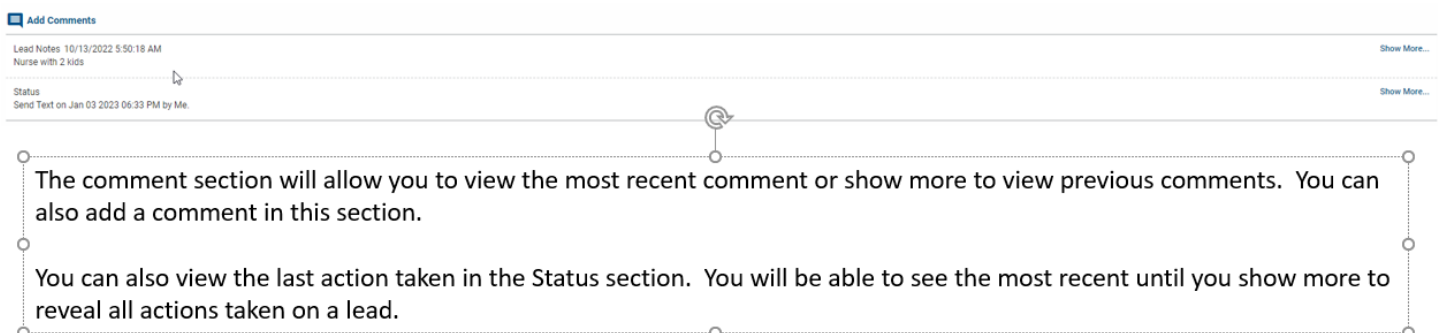 Add Comments
Lead Notes 10/13/2022 5:50:18 AM
Show More...
Nurse with 2 kids
Status
Show More...
Send Text on Jan 03 2023 06:33 PM by Me.
The comment section will allow you to view the most recent comment or show more to view previous comments.  You can
also add a comment in this section.
You can also view the last action taken in the Status section.  You will be able to see the most recent until you show more to
reveal all actions taken on a lead.